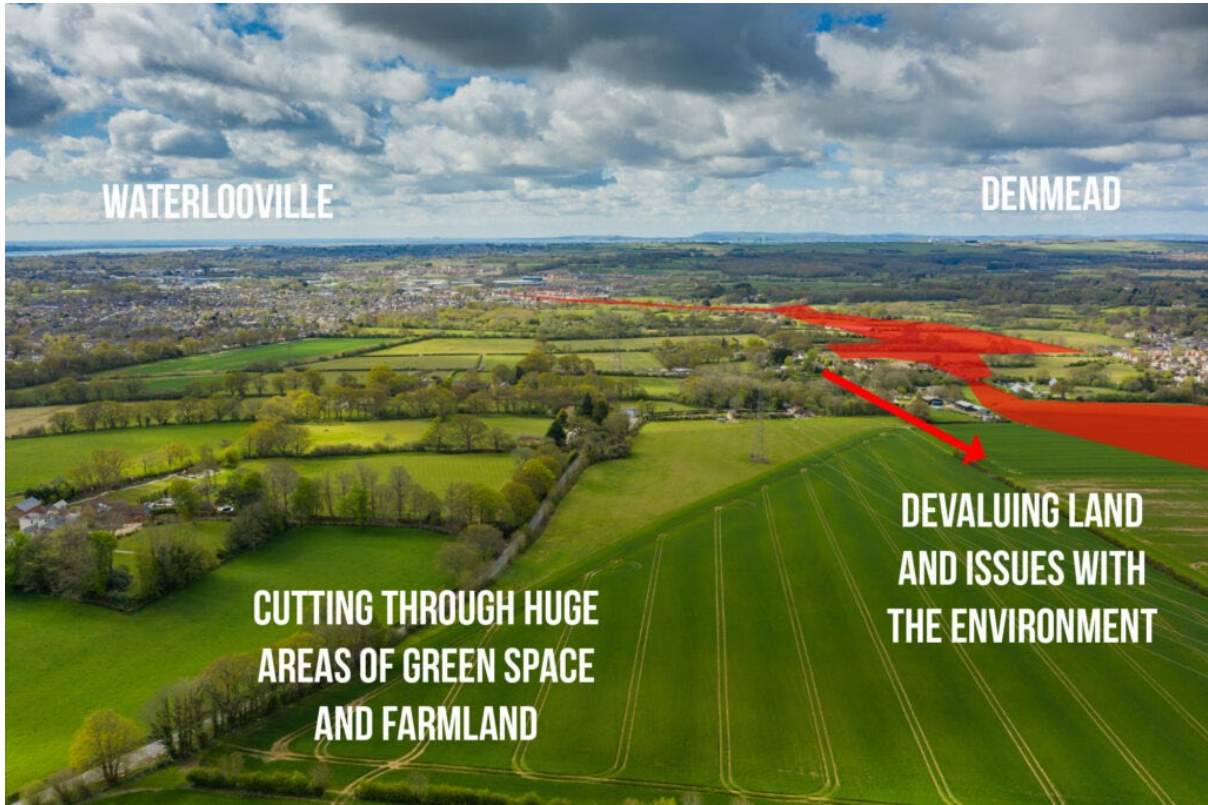 WATERLOOVILLE
DENMEAD
CUTTING THROUGH HUGE
AREAS OF GREEN SPACE
AND FARMLAND
DEVALUING LAND
AND ISSUES WITH
THE ENVIRONMENT